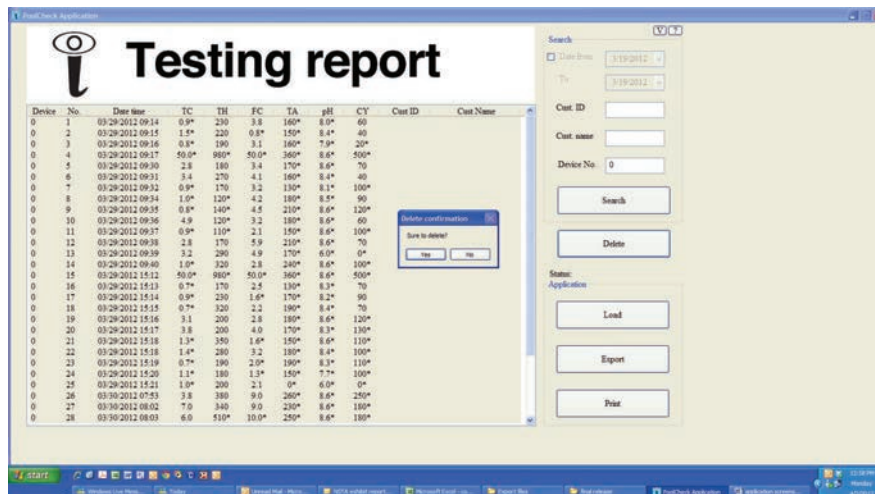 PoolCheck Application
V ?
i Testing report
Search
Date from 3/19/2012
To 3/19/2012
Cust. ID
Cust. name
Device No. 0
Search
Delete
Status:
Application
Load
Export
Print
Device No. Date time TC TH FC TA pH CY Cust ID Cust Name
0 1 03/29/2012 09:14 0.9* 230 3.8 160* 8.0* 60
0 2 03/29/2012 09:15 1.5* 220 0.8* 150* 8.4* 40
0 3 03/29/2012 09:16 0.8* 190 3.1 160* 7.9* 20*
0 4 03/29/2012 09:17 50.0* 980* 50.0* 360* 8.6* 500*
0 5 03/29/2012 09:30 2.8 180 3.4 170* 8.6* 70
0 6 03/29/2012 09:31 3.4 270 4.1 160* 8.4* 40
0 7 03/29/2012 09:32 0.9* 170 3.2 130* 8.1* 100*
0 8 03/29/2012 09:34 1.0* 120* 4.2 180* 8.5* 90
0 9 03/29/2012 09:35 0.8* 140* 4.5 210* 8.6* 120*
0 10 03/29/2012 09:36 4.9 120* 3.2 180* 8.6* 60
0 11 03/29/2012 09:37 0.9* 110* 2.1 150* 8.6* 100*
0 12 03/29/2012 09:38 2.8 170 5.9 210* 8.6* 70
0 13 03/29/2012 09:39 3.2 290 4.9 170* 6.0* 0*
0 14 03/29/2012 09:40 1.0* 320 2.8 240* 8.6* 100*
0 15 03/29/2012 15:12 50.0* 980* 50.0* 360* 8.6* 500*
0 16 03/29/2012 15:13 0.7* 170 2.5 130* 8.3* 70
0 17 03/29/2012 15:14 0.9* 230 1.6* 170* 8.2* 90
0 18 03/29/2012 15:15 0.7* 320 2.2 190* 8.4* 70
0 19 03/29/2012 15:16 3.1 200 2.8 180* 8.6* 120*
0 20 03/29/2012 15:17 3.8 200 4.0 170* 8.3* 130*
0 21 03/29/2012 15:18 1.3* 350 1.6* 150* 8.6* 110*
0 22 03/29/2012 15:18 1.4* 280 3.2 180* 8.4* 100*
0 23 03/29/2012 15:19 0.7* 190 2.0* 190* 8.3* 110*
0 24 03/29/2012 15:20 1.1* 180 1.3* 150* 7.7* 100*
0 25 03/29/2012 15:21 1.0* 200 2.1 0* 6.0* 0*
0 26 03/30/2012 07:53 3.8 380 9.0 260* 8.6* 250*
0 27 03/30/2012 08:02 7.0 340 9.0 230* 8.6* 180*
0 28 03/30/2012 08:03 6.0 510* 10.0* 250* 8.6* 180*
Delete confirmation
Sure to delete?
Yes No
start
Windows Live Mess...
Today
Unread Mail - Micro...
NOTA exhibit report...
Microsoft Excel - co...
Export files
final release
PoolCheck Application
application screens...
Monday